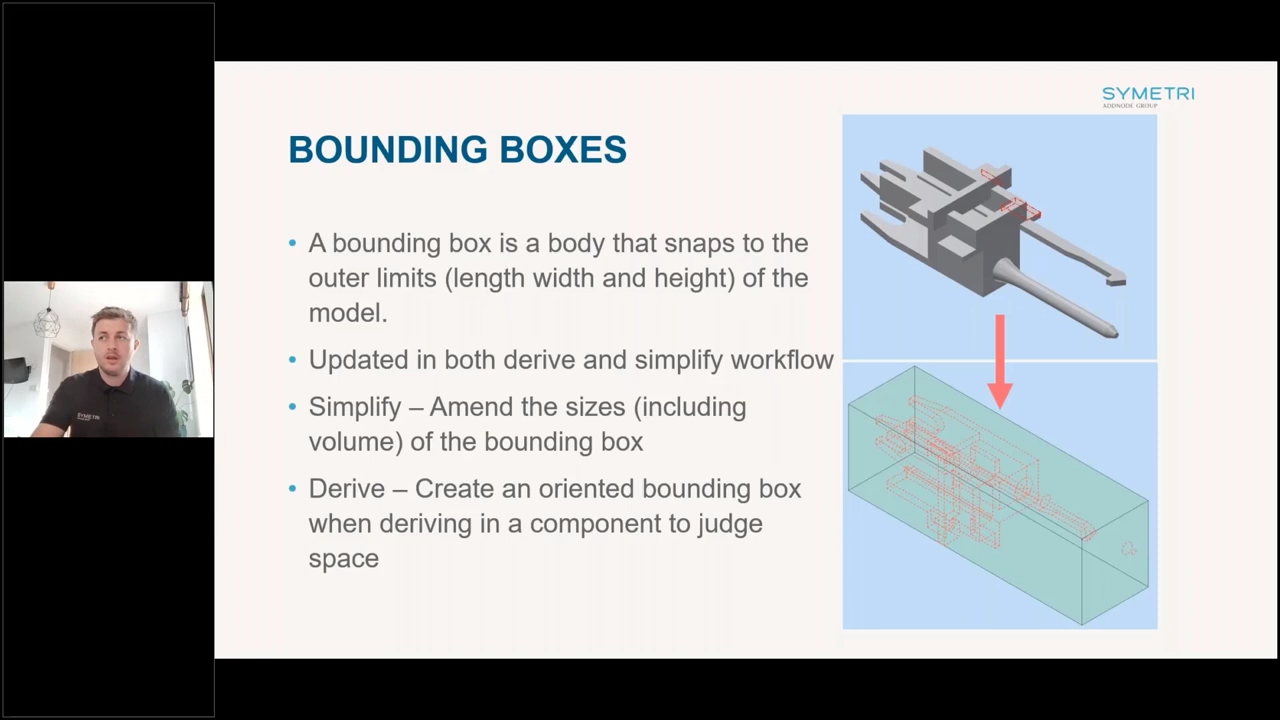 SYMETRI
ADDNODE GROUP
BOUNDING BOXES
• A bounding box is a body that snaps to the
outer limits (length width and height) of the
model.
• Updated in both derive and simplify workflow
• Simplify – Amend the sizes (including
volume) of the bounding box
• Derive – Create an oriented bounding box
when deriving in a component to judge
space
SYMETRI